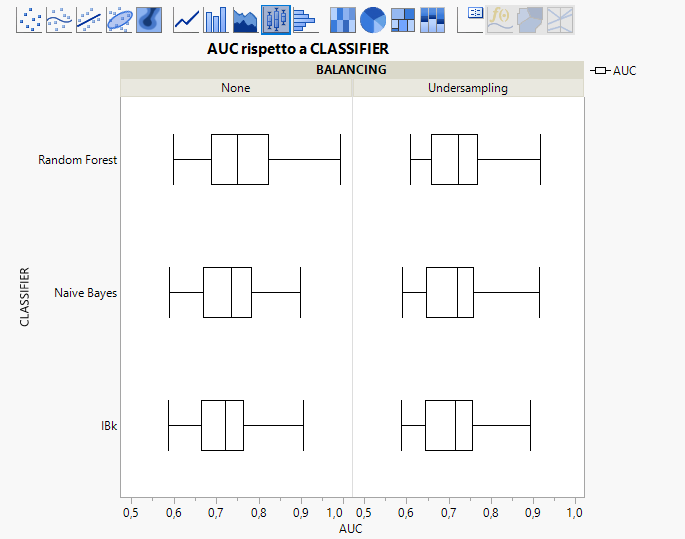 AUC rispetto a CLASSIFIER
BALANCING
None Undersampling
AUC
Random Forest
Naive Bayes
IBk
CLASSIFIER
0,5 0,6 0,7 0,8 0,9 1,0 0,5 0,6 0,7 0,8 0,9 1,0
AUC